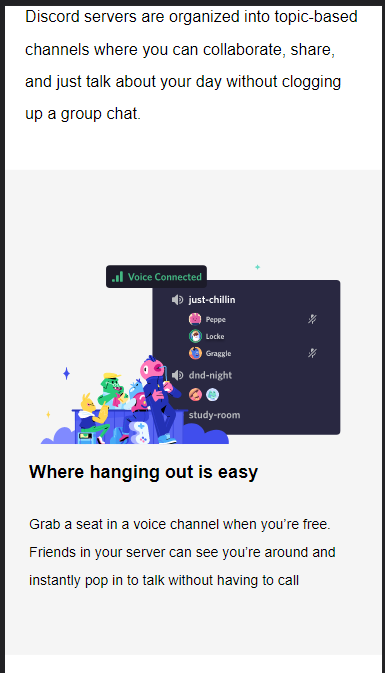 Discord servers are organized into topic-based
channels where you can collaborate, share,
and just talk about your day without clogging
up a group chat.
Voice Connected
just-chillin
Peppe
Locke
Graggle
dnd-night
study-room
Where hanging out is easy
Grab a seat in a voice channel when you’re free.
Friends in your server can see you’re around and
instantly pop in to talk without having to call